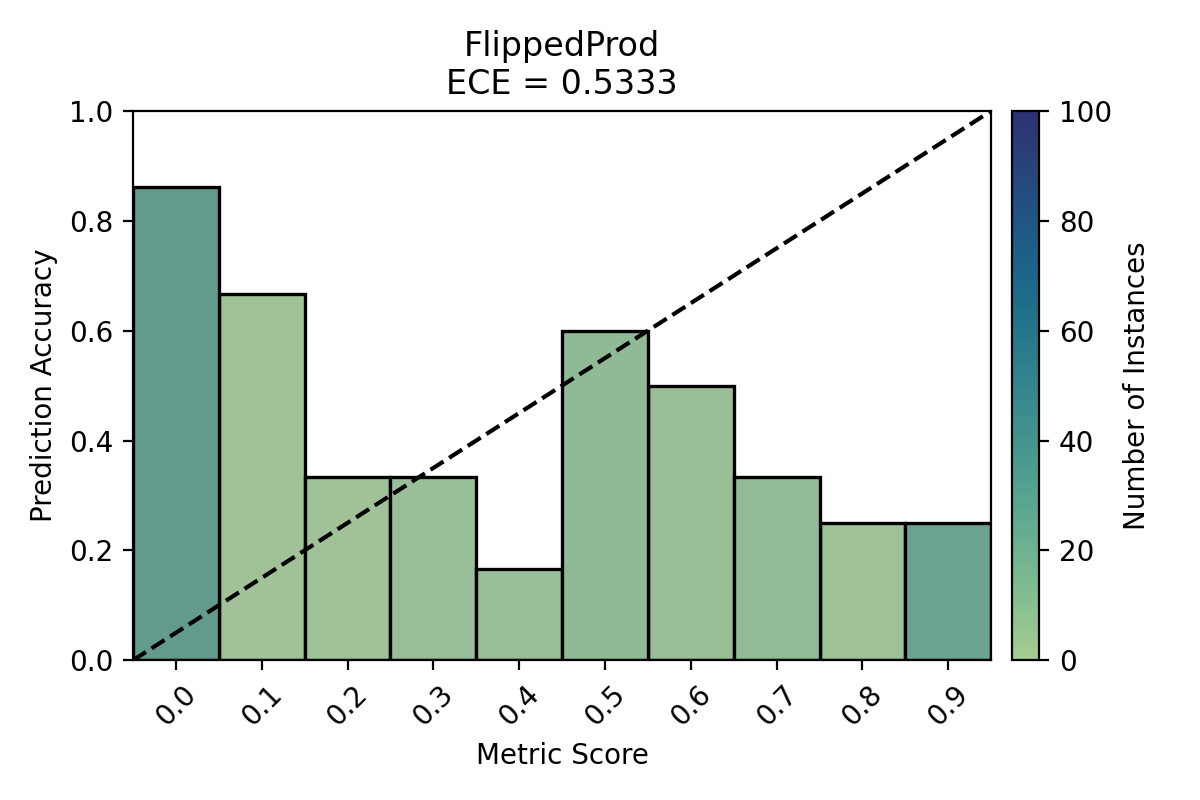 FlippedProd
ECE = 0.5333
1.0
0.8
0.6
0.4
0.2
0.0
Prediction Accuracy
0.0 0.1 0.2 0.3 0.4 0.5 0.6 0.7 0.8 0.9
Metric Score
100
80
60
40
20
0
Number of Instances